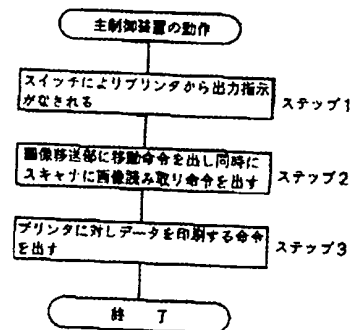 主制御装置の動作
スイッチによりプリンタから出力指示
がなされる
ステップ1
画像移送部に移動命令を出し同時に
スキャナに画像読み取り命令を出す
ステップ2
プリンタに対しデータを印刷する命令
を出す
ステップ3
終 了